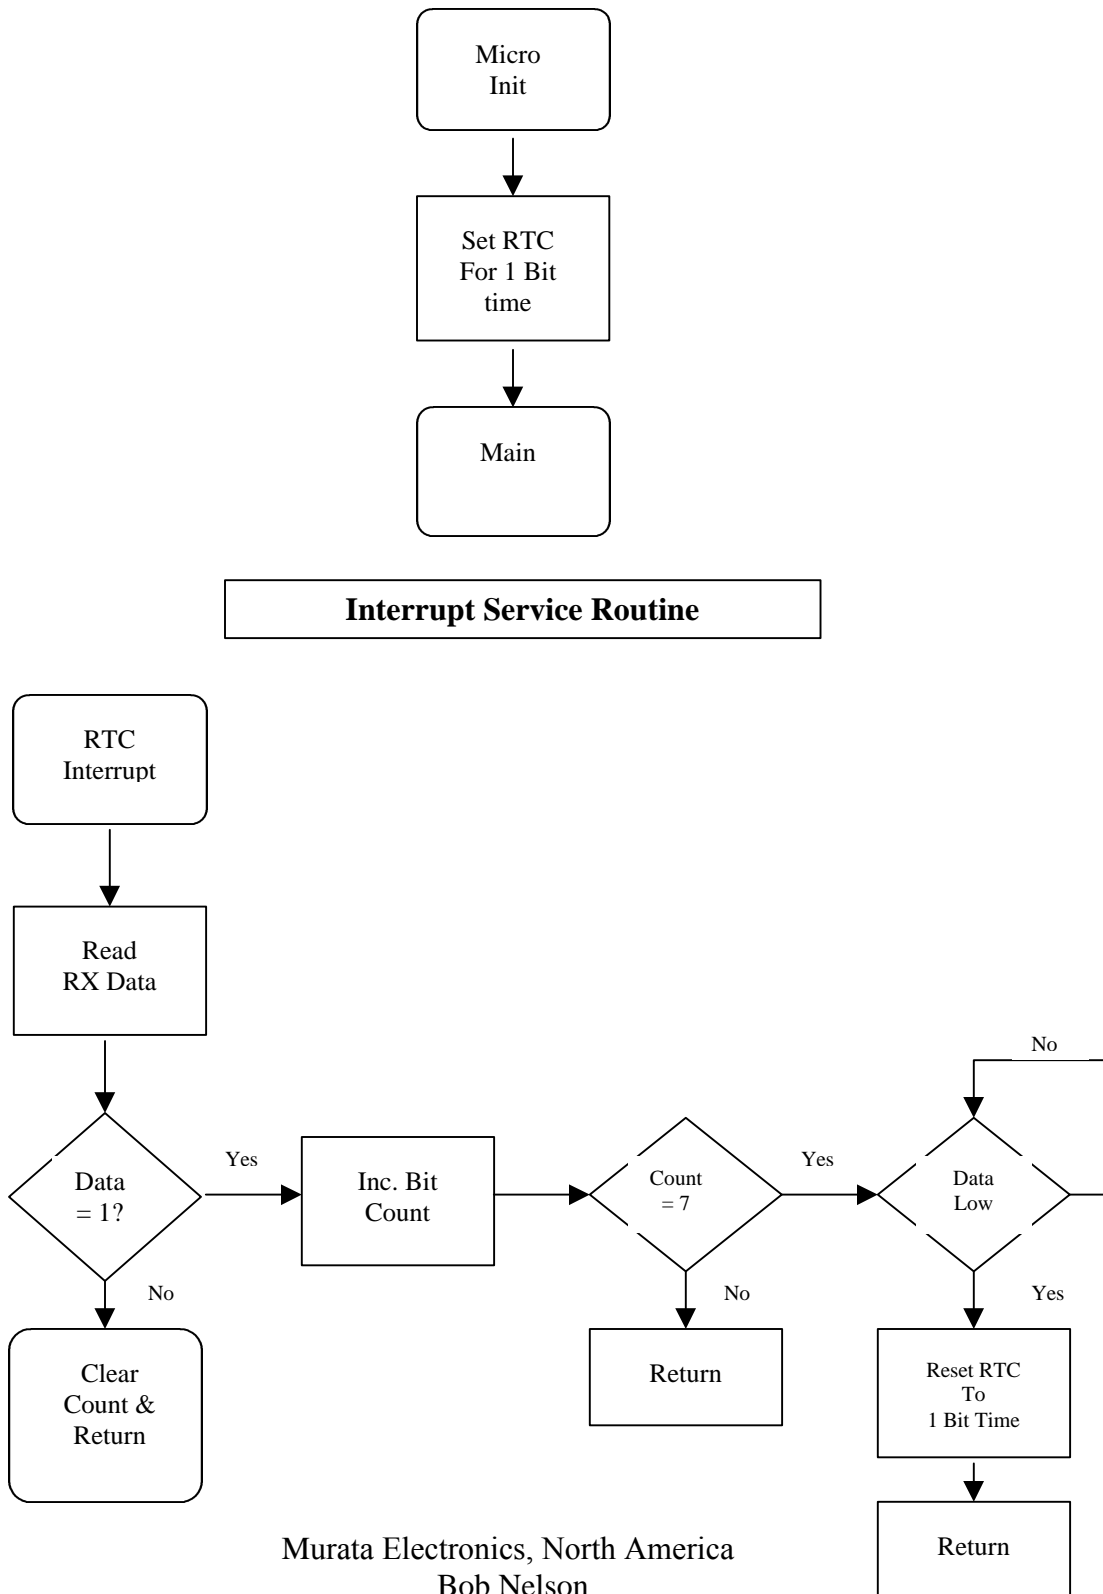 Micro
Init
Set RTC
For 1 Bit
time
Main
Interrupt Service Routine
RTC
Interrupt
Read
RX Data
No
Data
= 1?
Yes
Inc. Bit
Count
Count
= 7
Yes
Data
Low
No
No
Yes
Clear
Count &
Return
Return
Reset RTC
To
1 Bit Time
Return
Murata Electronics, North America
Bob Nelson